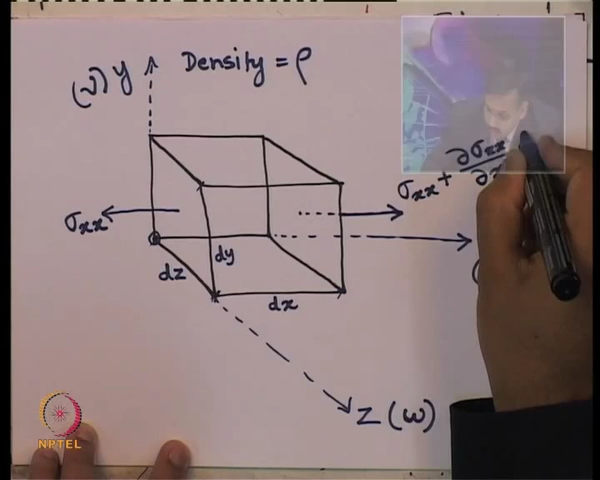 (v) y Density = ρ
σxx + ∂σxx
σxx
dy
dz
dx
z (w)
NPTEL